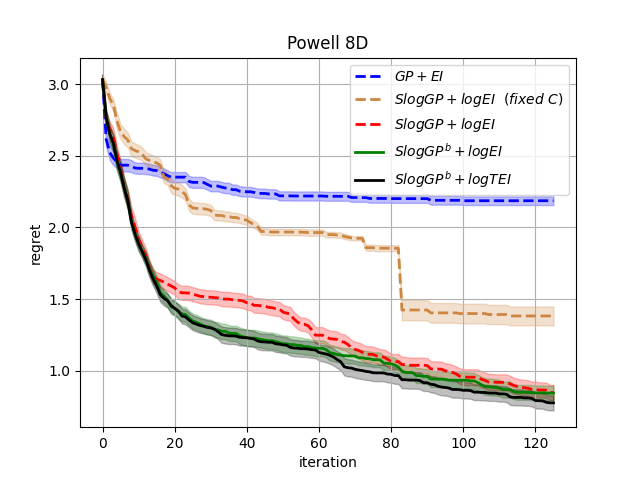 Powell 8D
GP + EI
SlogGP + logEI (fixed C)
SlogGP + logEI
SlogGP^b + logEI
SlogGP^b + logTEI
3.0
2.5
2.0
1.5
1.0
regret
0 20 40 60 80 100 120
iteration